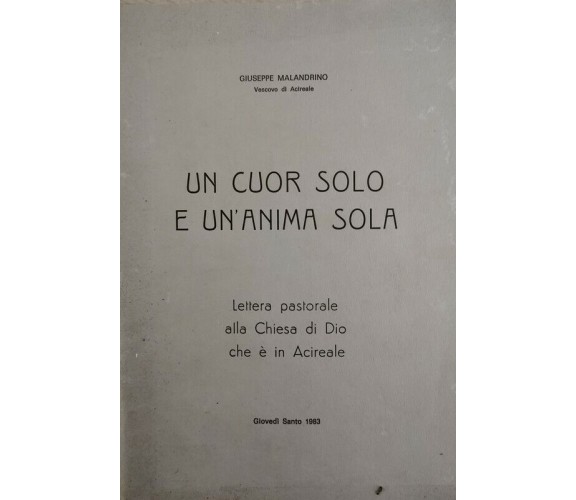 GIUSEPPE MALANDRINO
Vescovo di Acireale
UN CUOR SOLO
E UN'ANIMA SOLA
Lettera pastorale
alla Chiesa di Dio
che è in Acireale
Giovedì Santo 1983